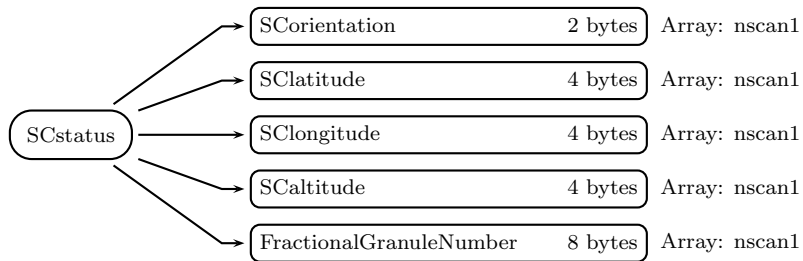 SCorientation 2 bytes Array: nscan1
SClatitude 4 bytes Array: nscan1
SCstatus
SClongitude 4 bytes Array: nscan1
SCaltitude 4 bytes Array: nscan1
FractionalGranuleNumber 8 bytes Array: nscan1